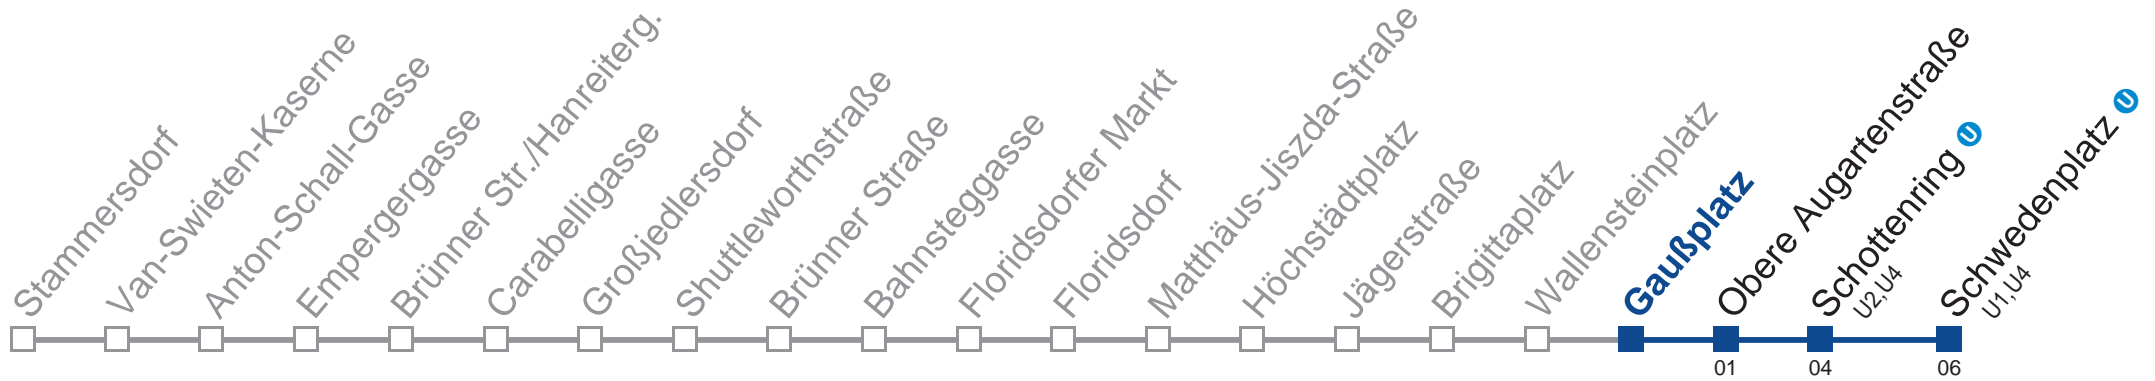 Stammersdorf
Van-Swieten-Kaserne
Anton-Schall-Gasse
Empergergasse
Brünner Str./Hanreiterg.
Carabelligasse
Großjedlersdorf
Shuttleworthstraße
Brünner Straße
Bahnsteggasse
Floridsdorfer Markt
Floridsdorf
Matthäus-Jiszda-Straße
Höchstädtplatz
Jägerstraße
Brigittaplatz
Wallensteinplatz
Gaußplatz
Obere Augartenstraße
01
Schottenring U
U2,U4
04
Schwedenplatz U
U1,U4
06